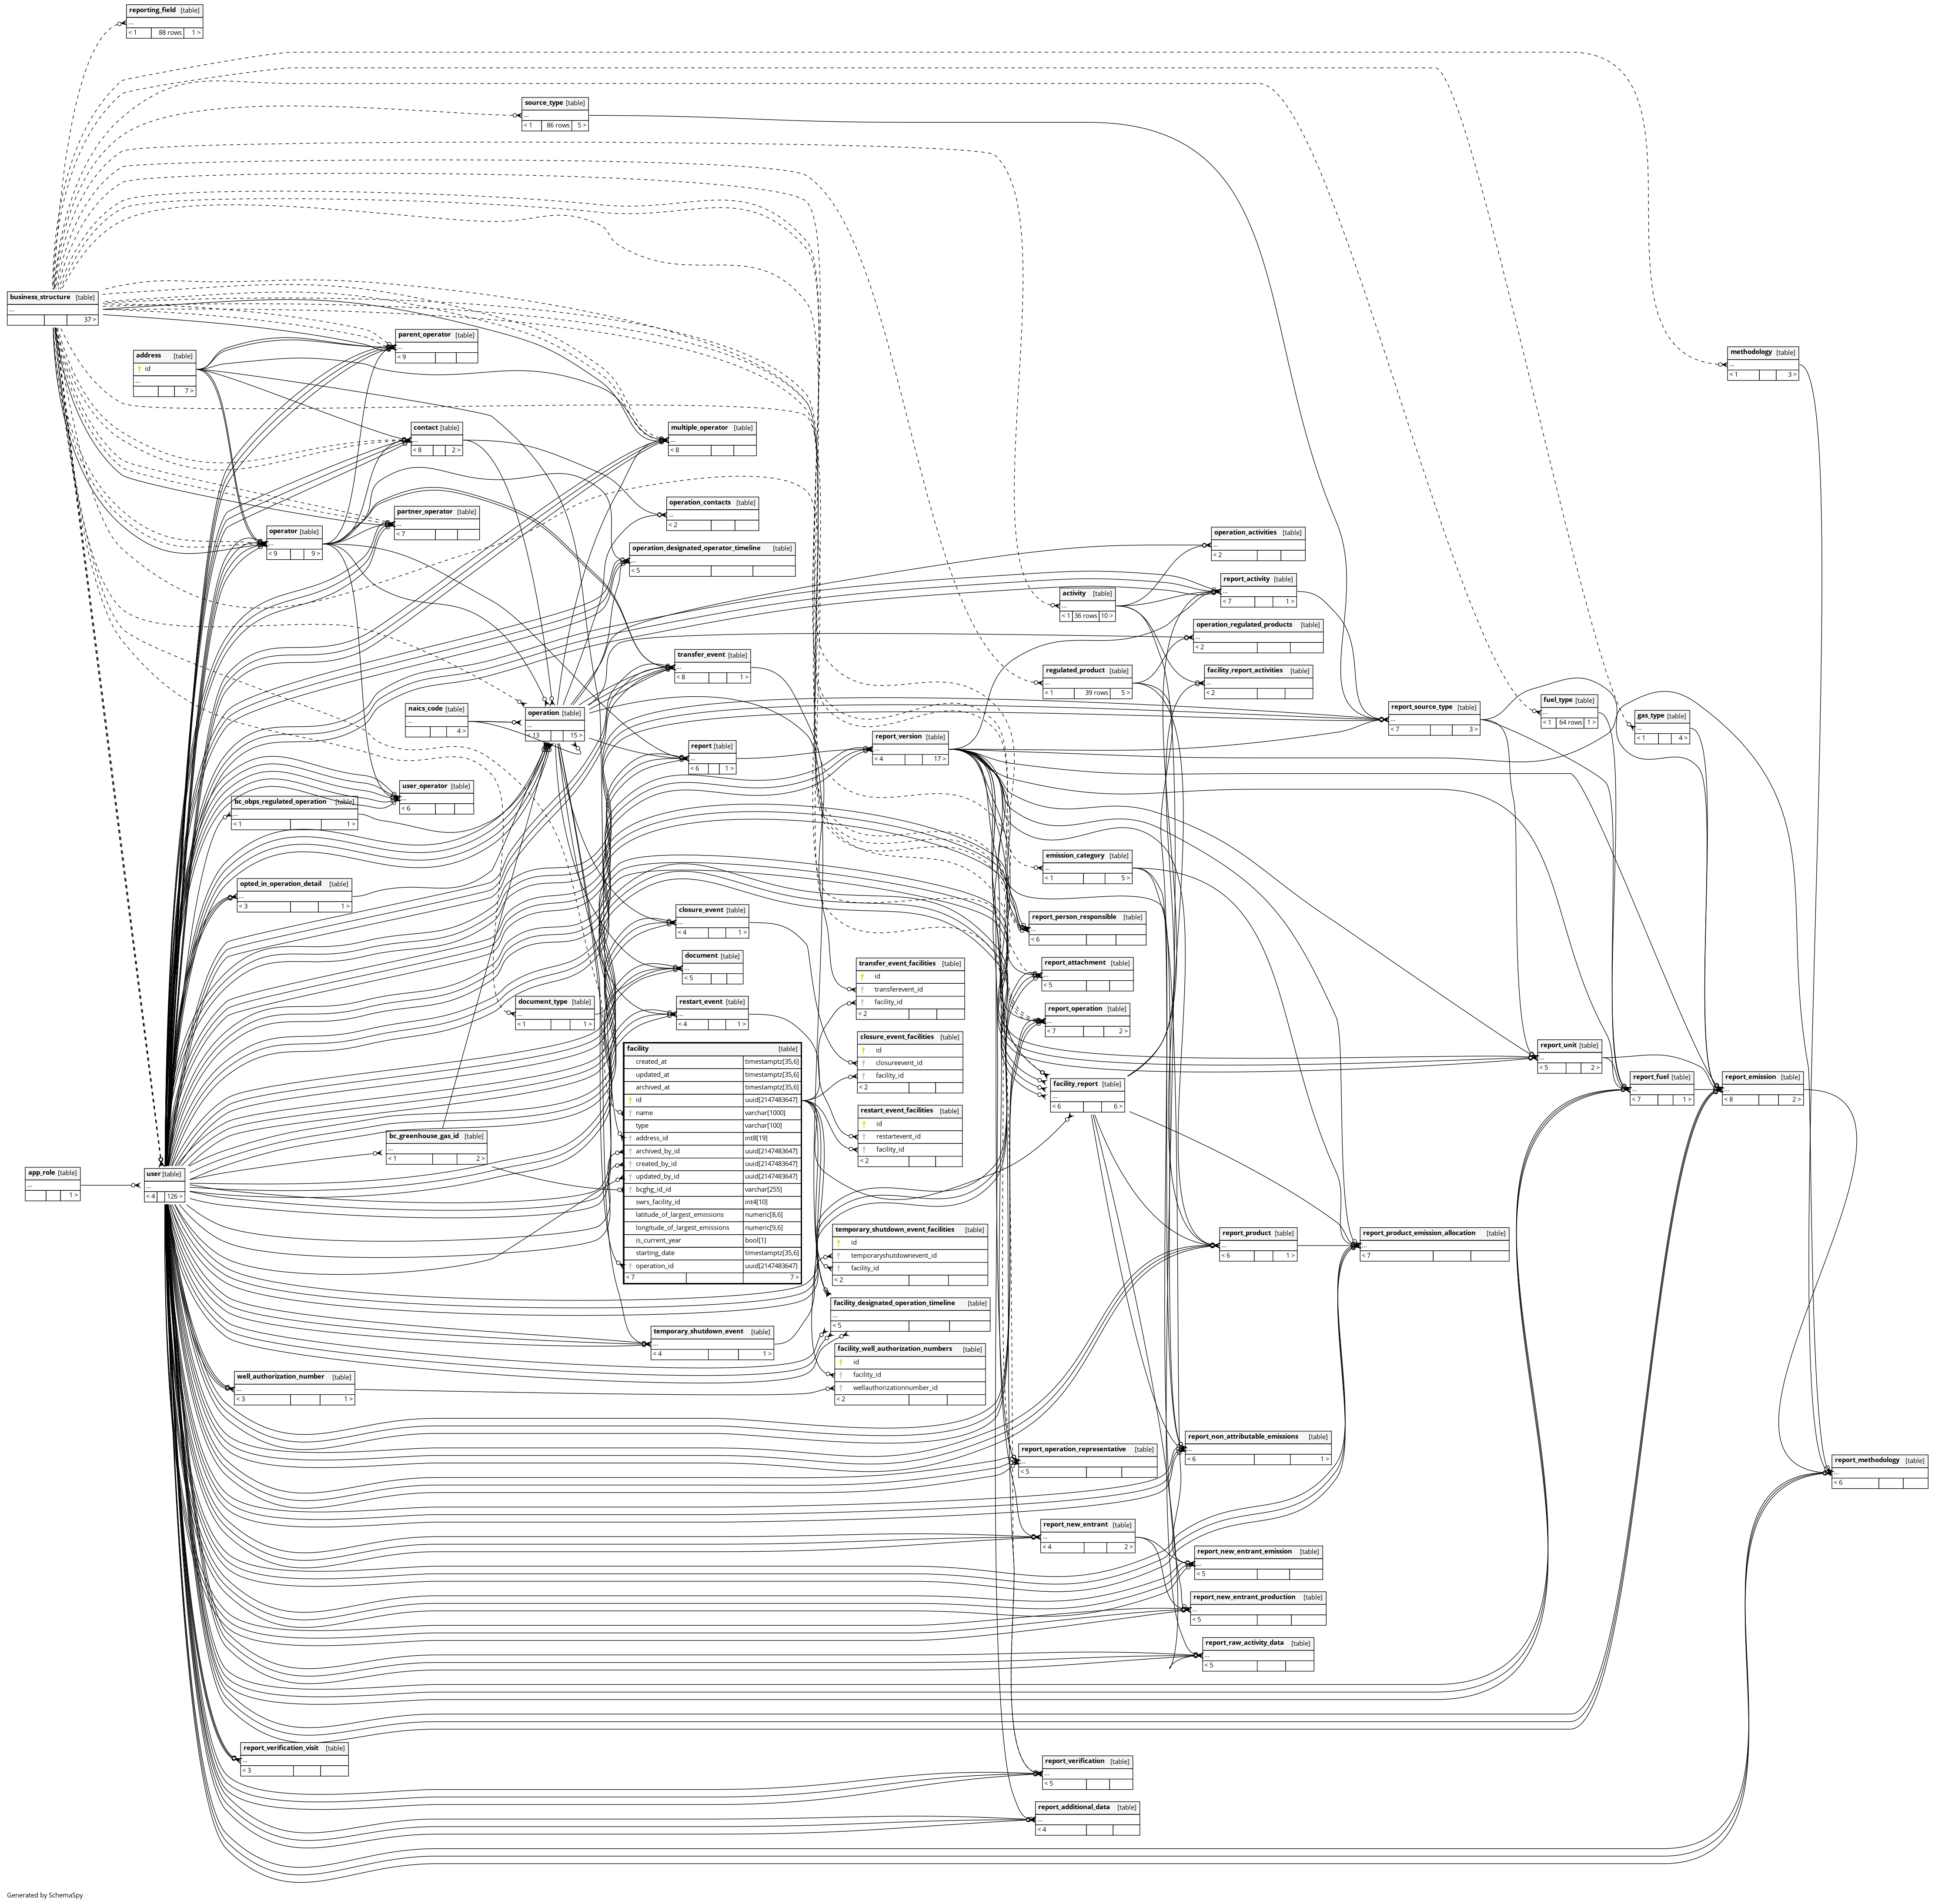 reporting_field [table]
...
< 1 88 rows 1 >
source_type [table]
...
< 1 86 rows 5 >
business_structure [table]
...
37 >
parent_operator [table]
...
< 9
address [table]
id
...
7 >
methodology [table]
...
< 1 3 >
contact [table]
...
< 8 2 >
multiple_operator [table]
...
< 8
operation_contacts [table]
...
< 2
partner_operator [table]
...
< 7
operator [table]
...
< 9 9 >
operation_designated_operator_timeline [table]
...
< 5
operation_activities [table]
...
< 2
report_activity [table]
...
< 7 1 >
activity [table]
...
< 1 36 rows 10 >
operation_regulated_products [table]
...
< 2
transfer_event [table]
...
< 8 1 >
regulated_product [table]
...
< 1 39 rows 5 >
facility_report_activities [table]
...
< 2
naics_code [table]
...
4 >
operation [table]
...
< 13 15 >
report_source_type [table]
...
< 7 3 >
fuel_type [table]
...
< 1 64 rows 1 >
gas_type [table]
...
< 1 4 >
report [table]
...
< 6 1 >
report_version [table]
...
< 4 17 >
user_operator [table]
...
< 6
bc_obps_regulated_operation [table]
...
< 1 1 >
emission_category [table]
...
< 1 5 >
opted_in_operation_detail [table]
...
< 3 1 >
closure_event [table]
...
< 4 1 >
report_person_responsible [table]
...
< 6
document [table]
...
< 5
transfer_event_facilities [table]
id
transferevent_id
facility_id
< 2
report_attachment [table]
...
< 5
document_type [table]
...
< 1 1 >
restart_event [table]
...
< 4 1 >
report_operation [table]
...
< 7 2 >
closure_event_facilities [table]
id
closureevent_id
facility_id
< 2
facility [table]
created_at timestamptz[35,6]
updated_at timestamptz[35,6]
archived_at timestamptz[35,6]
id uuid[2147483647]
name varchar[1000]
type varchar[100]
address_id int8[19]
archived_by_id uuid[2147483647]
created_by_id uuid[2147483647]
updated_by_id uuid[2147483647]
bcghg_id_id varchar[255]
swrs_facility_id int4[10]
latitude_of_largest_emissions numeric[8,6]
longitude_of_largest_emissions numeric[9,6]
is_current_year bool[1]
starting_date timestamptz[35,6]
operation_id uuid[2147483647]
< 7 7 >
report_unit [table]
...
< 5 2 >
report_fuel [table]
...
< 7 1 >
report_emission [table]
...
< 8 2 >
facility_report [table]
...
< 6 6 >
restart_event_facilities [table]
id
restartevent_id
facility_id
< 2
bc_greenhouse_gas_id [table]
...
< 1 2 >
app_role [table]
...
1 >
user [table]
...
< 4 126 >
temporary_shutdown_event_facilities [table]
id
temporaryshutdownevent_id
facility_id
< 2
report_product [table]
...
< 6 1 >
report_product_emission_allocation [table]
...
< 7
facility_designated_operation_timeline [table]
...
< 5
temporary_shutdown_event [table]
...
< 4 1 >
facility_well_authorization_numbers [table]
id
facility_id
wellauthorizationnumber_id
< 2
well_authorization_number [table]
...
< 3 1 >
report_non_attributable_emissions [table]
...
< 6 1 >
report_operation_representative [table]
...
< 5
report_methodology [table]
...
< 6
report_new_entrant [table]
...
< 4 2 >
report_new_entrant_emission [table]
...
< 5
report_new_entrant_production [table]
...
< 5
report_raw_activity_data [table]
...
< 5
report_verification_visit [table]
...
< 3
report_verification [table]
...
< 5
report_additional_data [table]
...
< 4
Generated by SchemaSpy